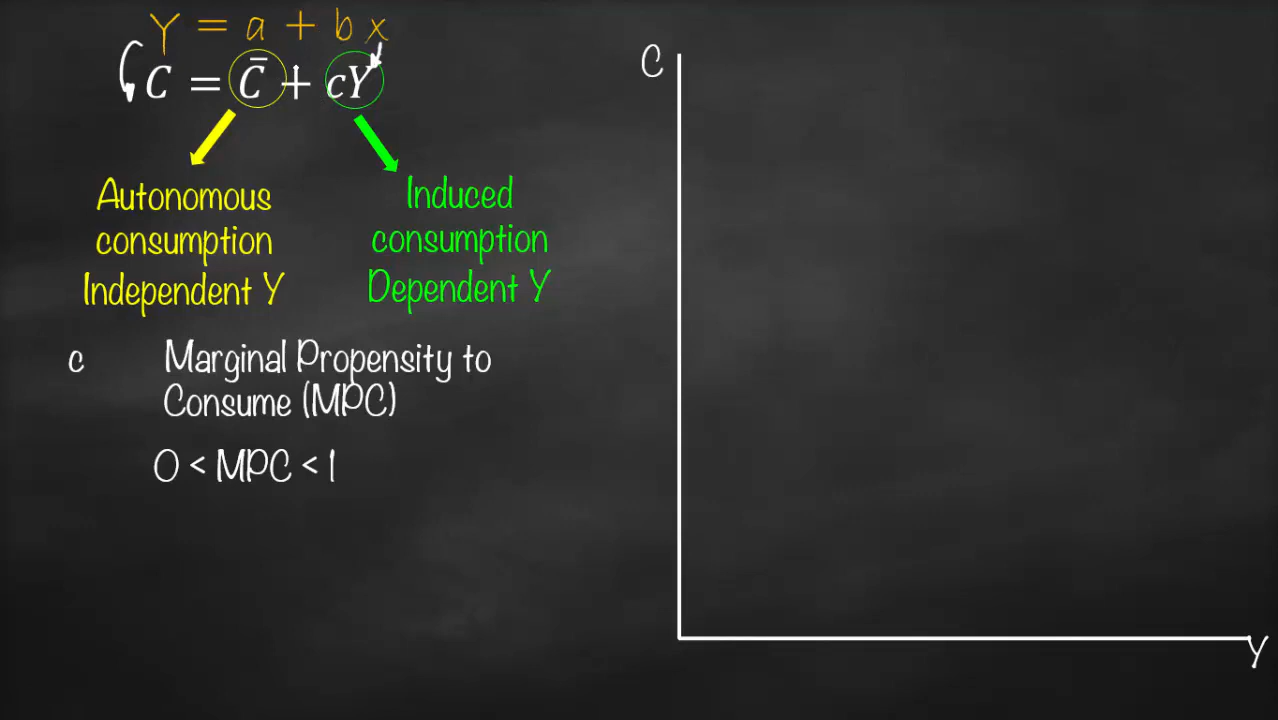 Y = a + b x
C = C̄ + cY
Autonomous
consumption
Independent Y
Induced
consumption
Dependent Y
c Marginal Propensity to
Consume (MPC)
0 < MPC < 1
C
Y